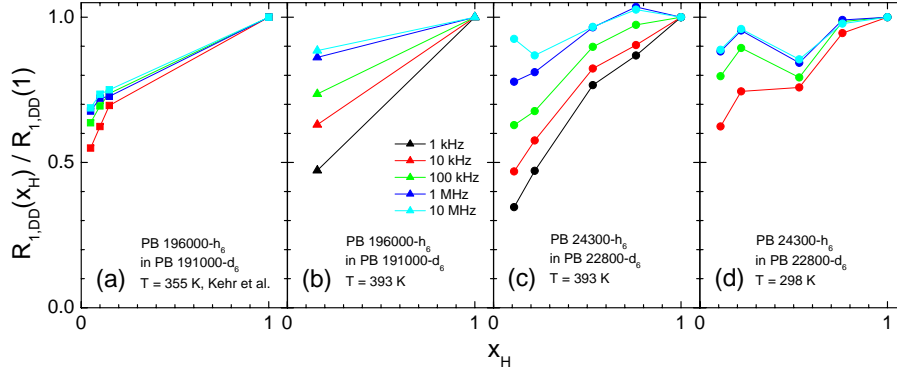 R1,DD(xH) / R1,DD(1)
1.0
0.5
0.0
PB 196000-h6
in PB 191000-d6
(a) T = 355 K, Kehr et al.
0 1
PB 196000-h6
in PB 191000-d6
(b) T = 393 K
0 1
1 kHz
10 kHz
100 kHz
1 MHz
10 MHz
PB 24300-h6
in PB 22800-d6
(c) T = 393 K
0 1
PB 24300-h6
in PB 22800-d6
(d) T = 298 K
0 1
xH